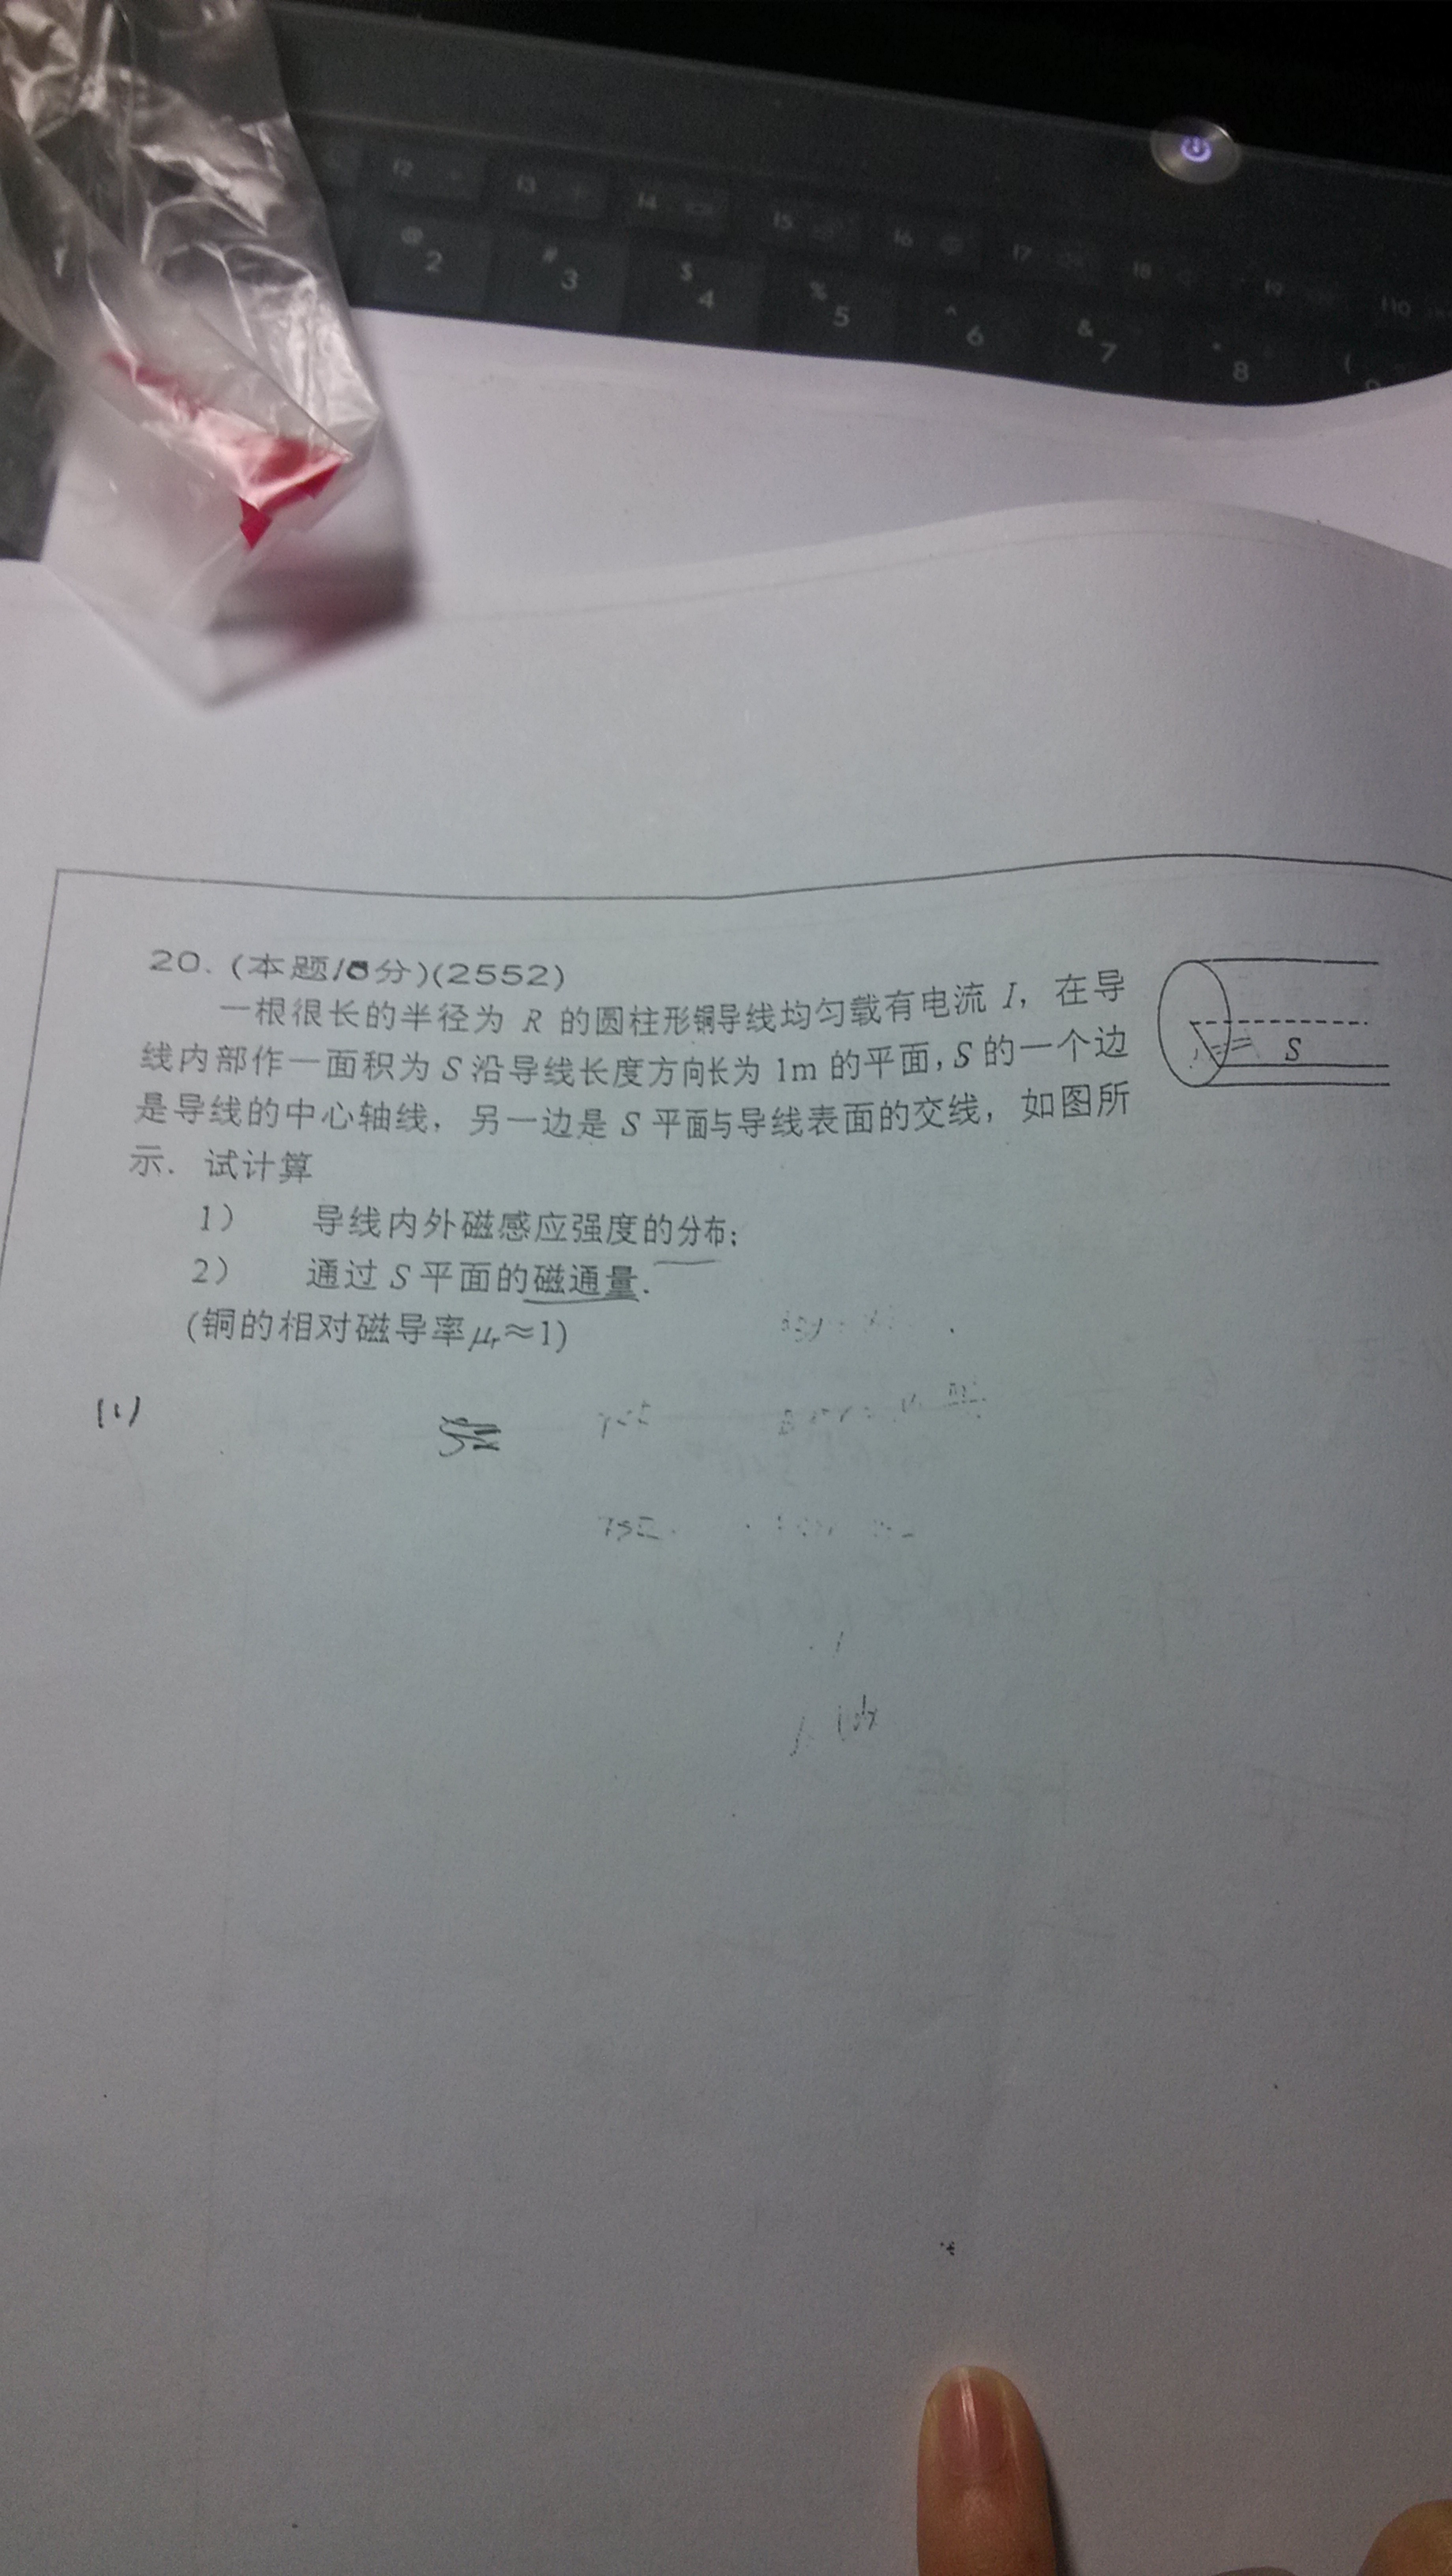 f2
f3
f4
f5
f6
f7
f8
f9
f10
@ 2
# 3
$ 4
% 5
^ 6
& 7
* 8
(
20. (本题/8分)(2552)
一根很长的半径为 R 的圆柱形铜导线均匀载有电流 I, 在导
线内部作一面积为 S 沿导线长度方向长为 1m 的平面, S 的一个边
是导线的中心轴线, 另一边是 S 平面与导线表面的交线, 如图所
示. 试计算
S
1) 导线内外磁感应强度的分布;
2) 通过 S 平面的磁通量.
(铜的相对磁导率 μr≈1)
(1)